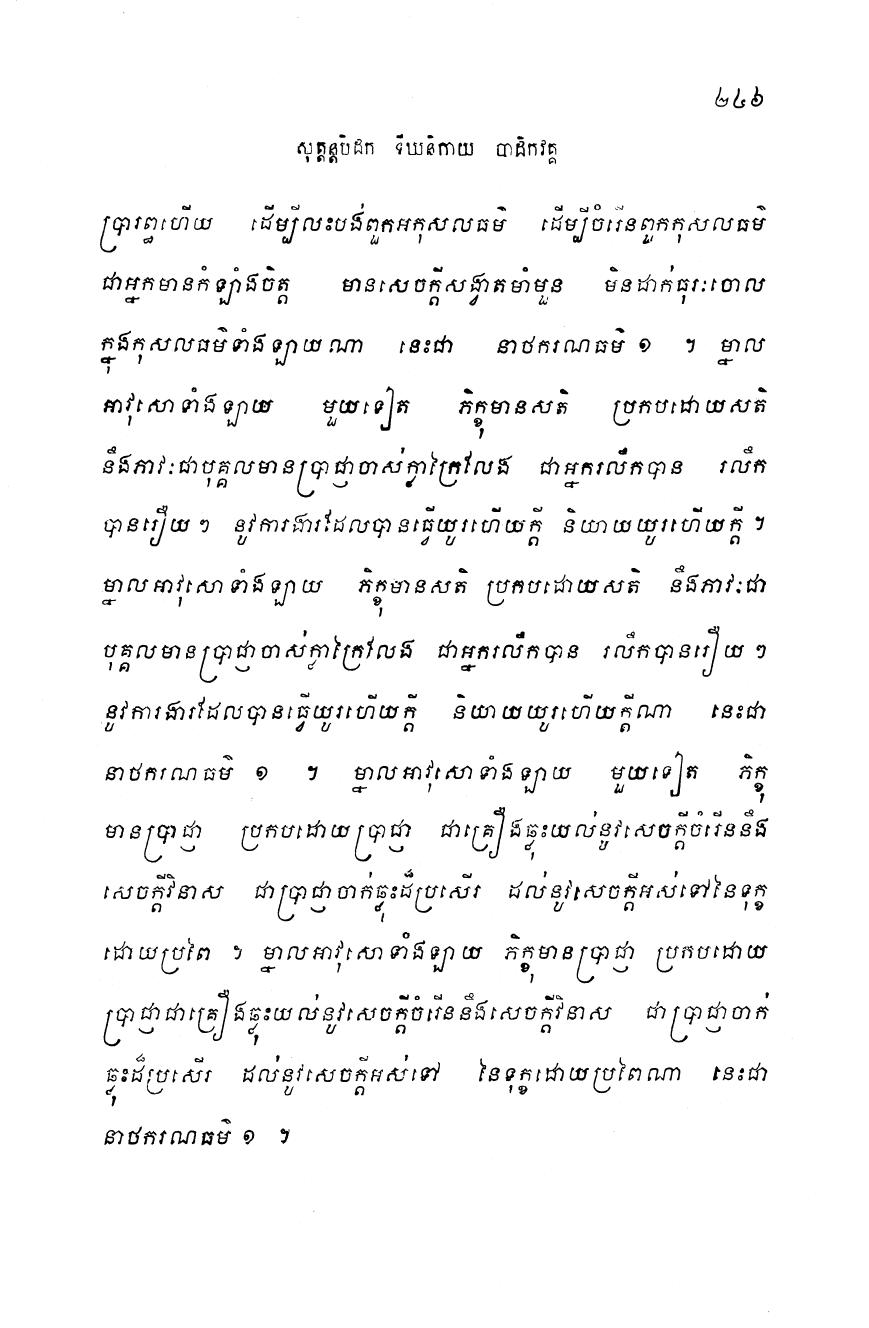 ២៤៦
សុត្តន្តបិដក ទីឃនិកាយ បាដិកវគ្គ
ប្រារព្ធហើយ ដើម្បីលះបង់ពួកអកុសលធម៌ ដើម្បីចំរើនពួកកុសលធម៌
ជាអ្នកមានកំឡាំងចិត្ត មានសេចក្តីសង្វាតមាំមួន មិនដាក់ធុរៈចោល
ក្នុងកុសលធម៌ទាំងឡាយណា នេះជា នាថករណធម៌ ១ ។ ម្នាល
អាវុសោទាំងឡាយ មួយទៀត ភិក្ខុមានសតិ ប្រកបដោយសតិ
នឹងភាវៈជាបុគ្គលមានប្រាជ្ញាចាស់ក្លាក្រៃលែង ជាអ្នករលឹកបាន រលឹក
បានរឿយៗ នូវការងារដែលបានធ្វើយូរហើយក្តី និយាយយូរហើយក្តី ។
ម្នាលអាវុសោទាំងឡាយ ភិក្ខុមានសតិ ប្រកបដោយសតិ នឹងភាវៈជា
បុគ្គលមានប្រាជ្ញាចាស់ក្លាក្រៃលែង ជាអ្នករលឹកបាន រលឹកបានរឿយៗ
នូវការងារដែលបានធ្វើយូរហើយក្តី និយាយយូរហើយក្តីណា នេះជា
នាថករណធម៌ ១ ។ ម្នាលអាវុសោទាំងឡាយ មួយទៀត ភិក្ខុ
មានប្រាជ្ញា ប្រកបដោយប្រាជ្ញា ជាគ្រឿងធ្លុះយល់នូវសេចក្តីចំរើននឹង
សេចក្តីវិនាស ជាប្រាជ្ញាចាក់ធ្លុះដ៏ប្រសើរ ដល់នូវសេចក្តីអស់ទៅនៃទុក្ខ
ដោយប្រពៃ ។ ម្នាលអាវុសោទាំងឡាយ ភិក្ខុមានប្រាជ្ញា ប្រកបដោយ
ប្រាជ្ញាជាគ្រឿងធ្លុះយល់នូវសេចក្តីចំរើននឹងសេចក្តីវិនាស ជាប្រាជ្ញាចាក់
ធ្លុះដ៏ប្រសើរ ដល់នូវសេចក្តីអស់ទៅ នៃទុក្ខដោយប្រពៃណា នេះជា
នាថករណធម៌ ១ ។